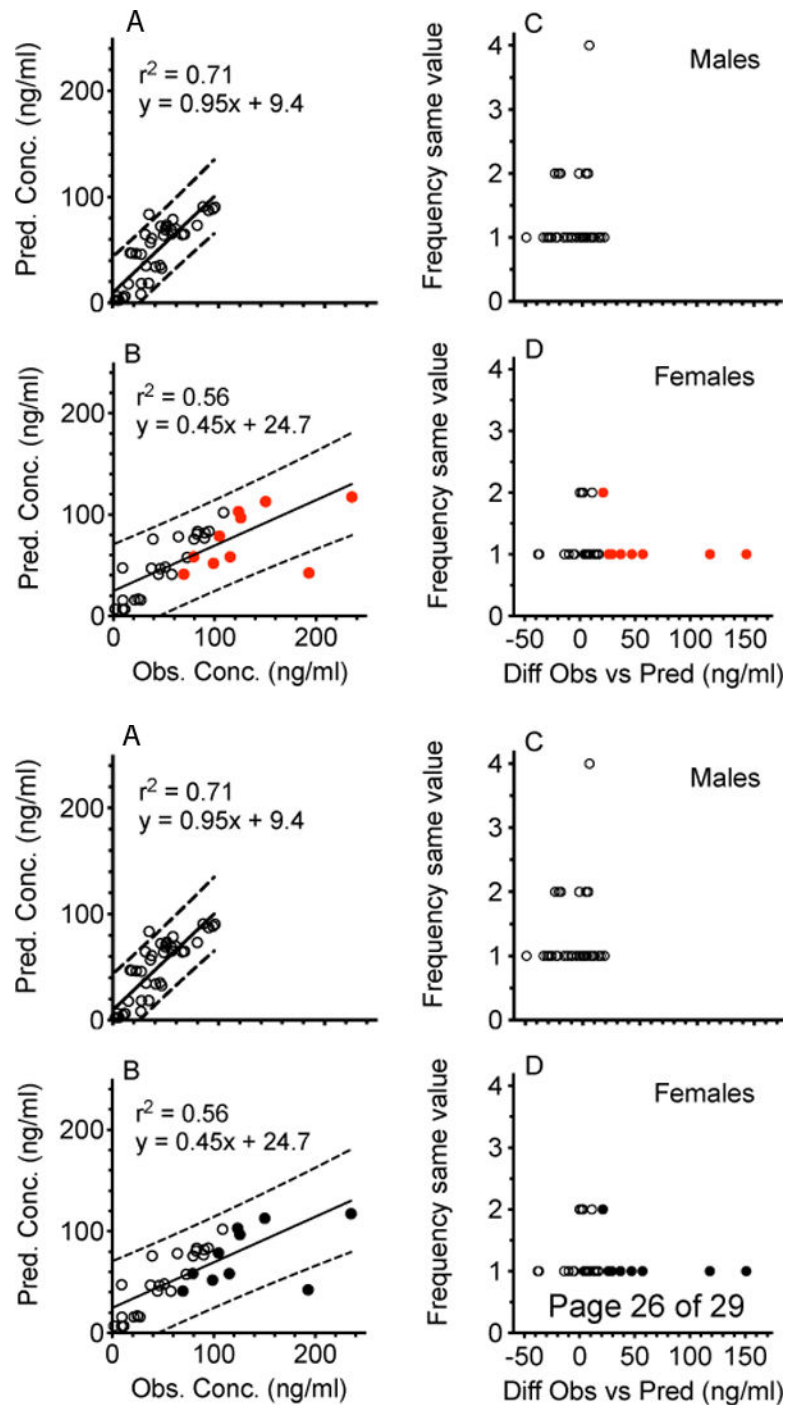 A
r² = 0.71
y = 0.95x + 9.4
200
100
0
Pred. Conc. (ng/ml)
C
Males
4
3
2
1
0
Frequency same value
B
r² = 0.56
y = 0.45x + 24.7
200
100
0
Pred. Conc. (ng/ml)
0 100 200
Obs. Conc. (ng/ml)
D
Females
4
3
2
1
0
Frequency same value
-50 0 50 100 150
Diff Obs vs Pred (ng/ml)
A
r² = 0.71
y = 0.95x + 9.4
200
100
0
Pred. Conc. (ng/ml)
C
Males
4
3
2
1
0
Frequency same value
B
r² = 0.56
y = 0.45x + 24.7
200
100
0
Pred. Conc. (ng/ml)
0 100 200
Obs. Conc. (ng/ml)
D
Females
4
3
2
1
0
Frequency same value
Page 26 of 29
-50 0 50 100 150
Diff Obs vs Pred (ng/ml)